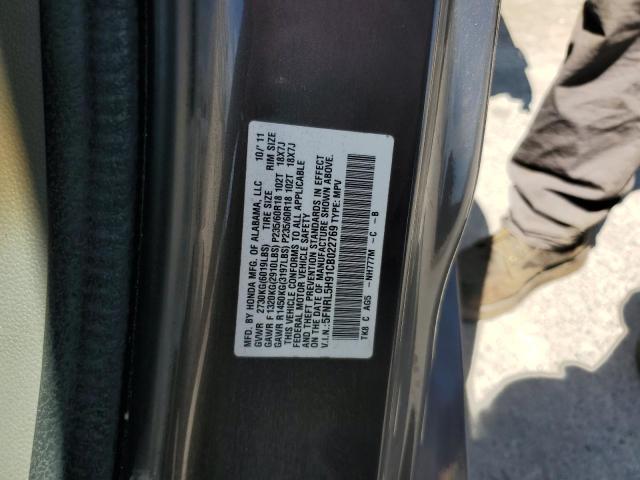 MFD. BY HONDA MFG. OF ALABAMA, LLC 10/'11
GVWR 2730KG(6019LBS) TIRE SIZE RIM SIZE
GAWR F 1320KG(2910LBS) P235/60R18 102T 18X7J
GAWR R 1450KG(3197LBS) P235/60R18 102T 18X7J
THIS VEHICLE CONFORMS TO ALL APPLICABLE
FEDERAL MOTOR VEHICLE SAFETY
AND THEFT PREVENTION STANDARDS IN EFFECT
ON THE DATE OF MANUFACTURE SHOWN ABOVE.
V.I.N.:5FNRL5H91CB022769 TYPE: MPV
TK8 C AG5 -NH777M -C -B